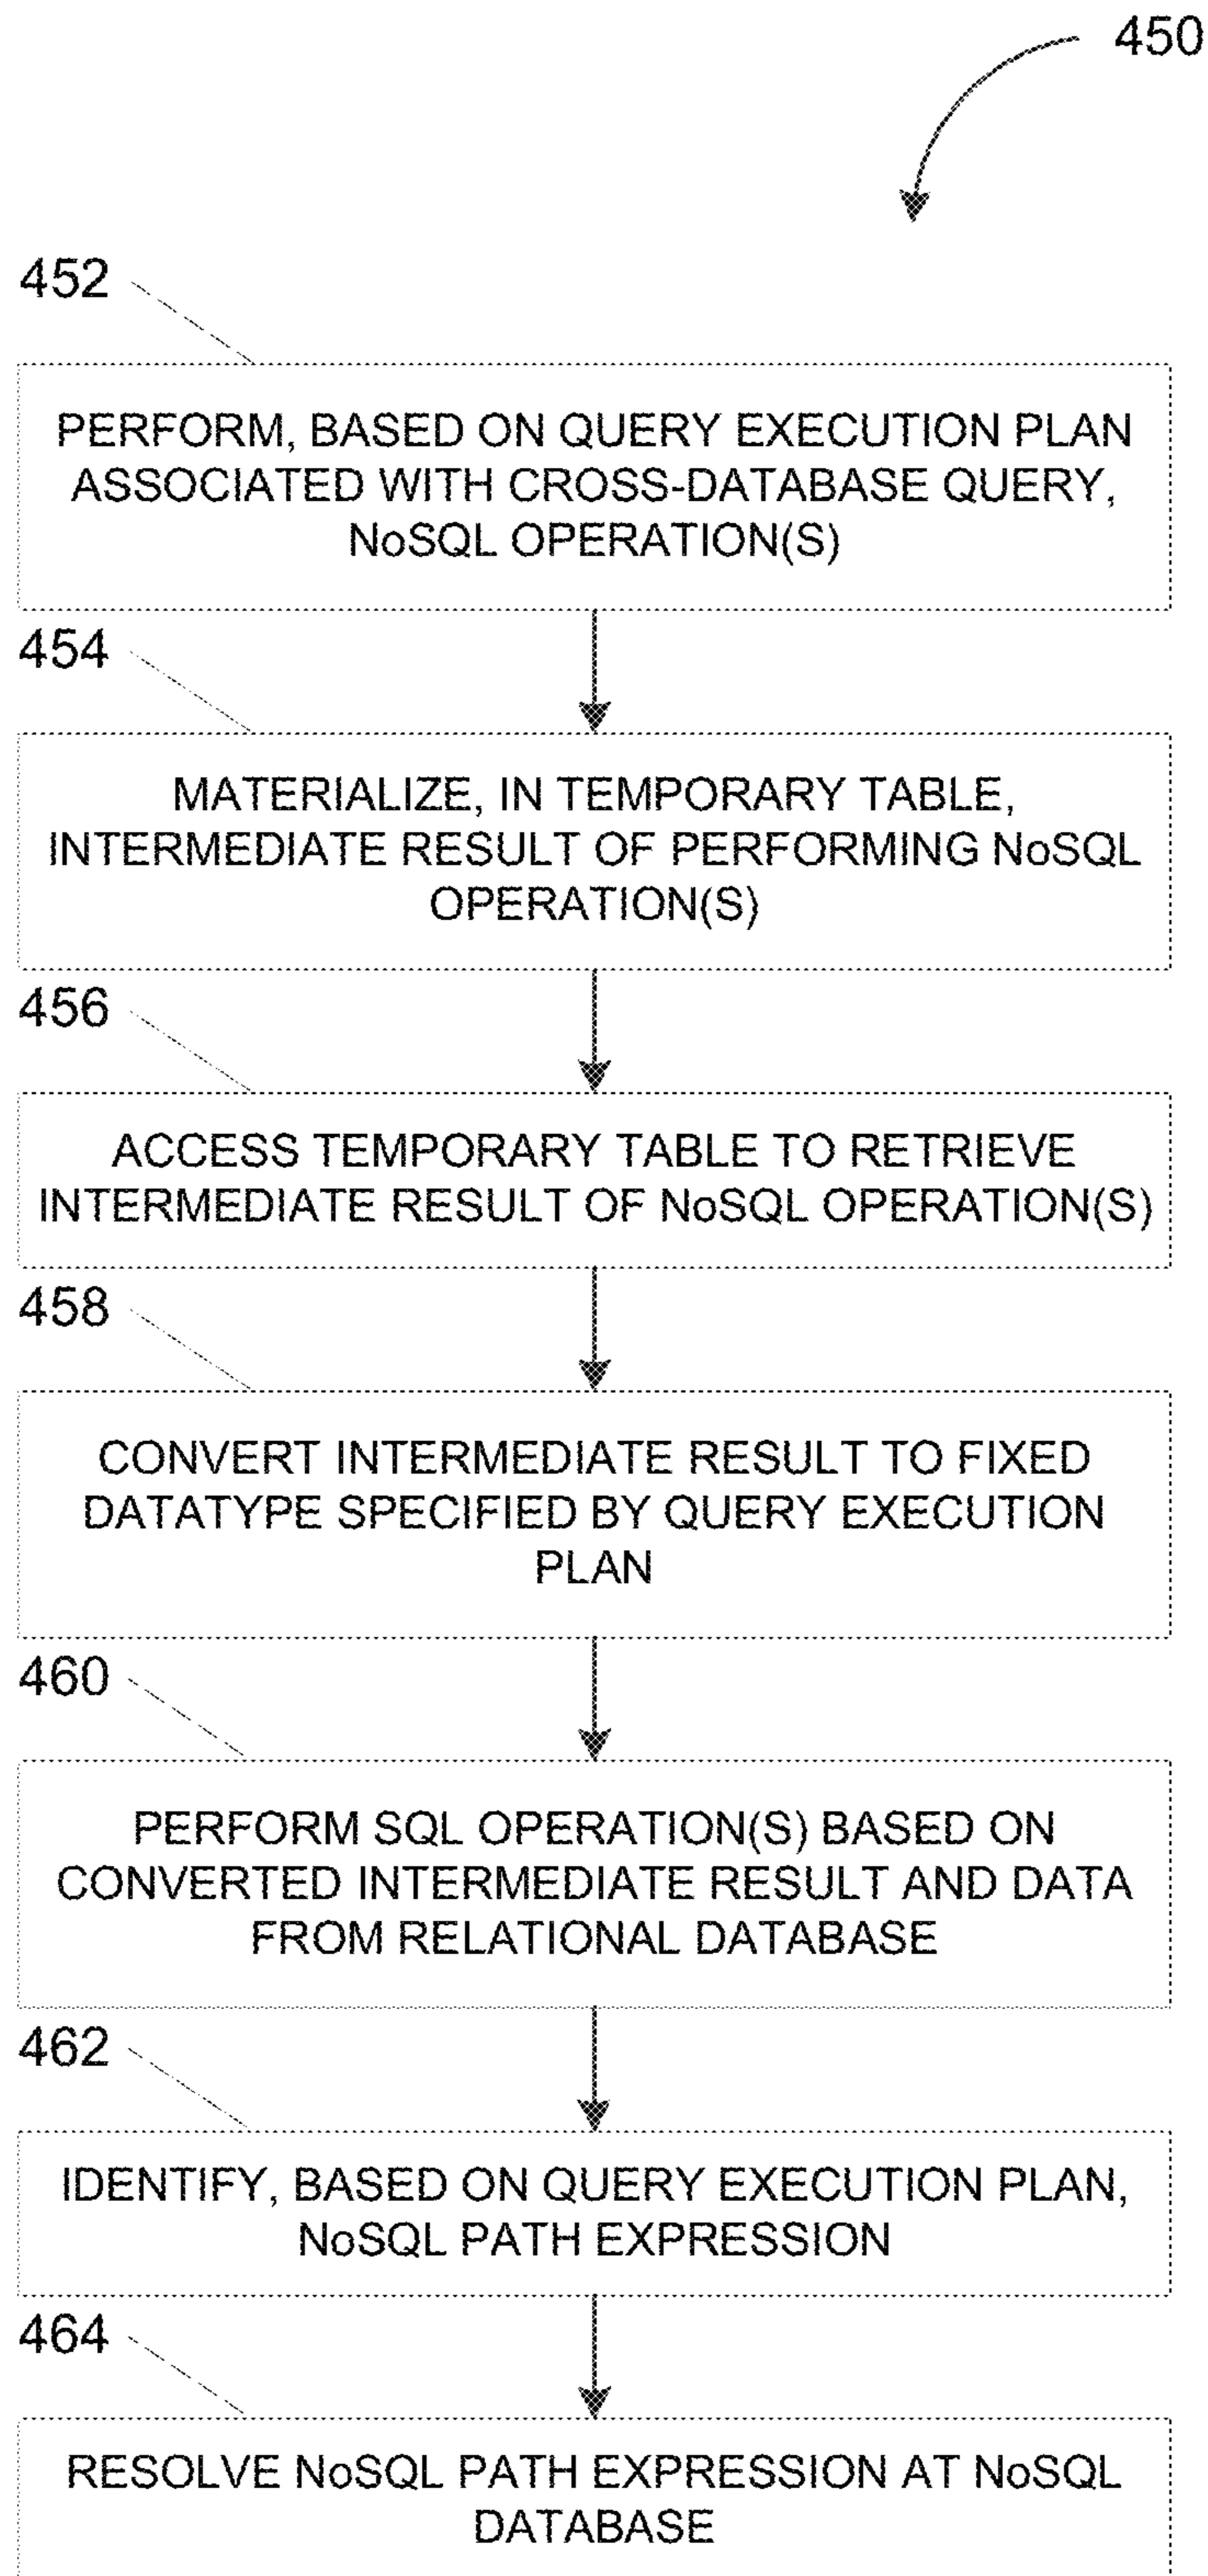 450
452
PERFORM, BASED ON QUERY EXECUTION PLAN
ASSOCIATED WITH CROSS-DATABASE QUERY,
NoSQL OPERATION(S)
454
MATERIALIZE, IN TEMPORARY TABLE,
INTERMEDIATE RESULT OF PERFORMING NoSQL
OPERATION(S)
456
ACCESS TEMPORARY TABLE TO RETRIEVE
INTERMEDIATE RESULT OF NoSQL OPERATION(S)
458
CONVERT INTERMEDIATE RESULT TO FIXED
DATATYPE SPECIFIED BY QUERY EXECUTION
PLAN
460
PERFORM SQL OPERATION(S) BASED ON
CONVERTED INTERMEDIATE RESULT AND DATA
FROM RELATIONAL DATABASE
462
IDENTIFY, BASED ON QUERY EXECUTION PLAN,
NoSQL PATH EXPRESSION
464
RESOLVE NoSQL PATH EXPRESSION AT NoSQL
DATABASE